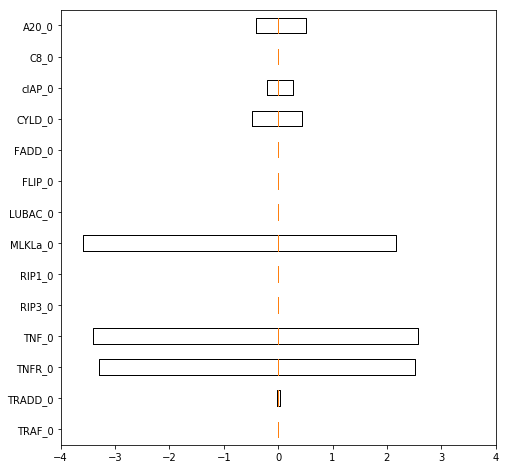 A20_0
C8_0
cIAP_0
CYLD_0
FADD_0
FLIP_0
LUBAC_0
MLKLa_0
RIP1_0
RIP3_0
TNF_0
TNFR_0
TRADD_0
TRAF_0
−4 −3 −2 −1 0 1 2 3 4